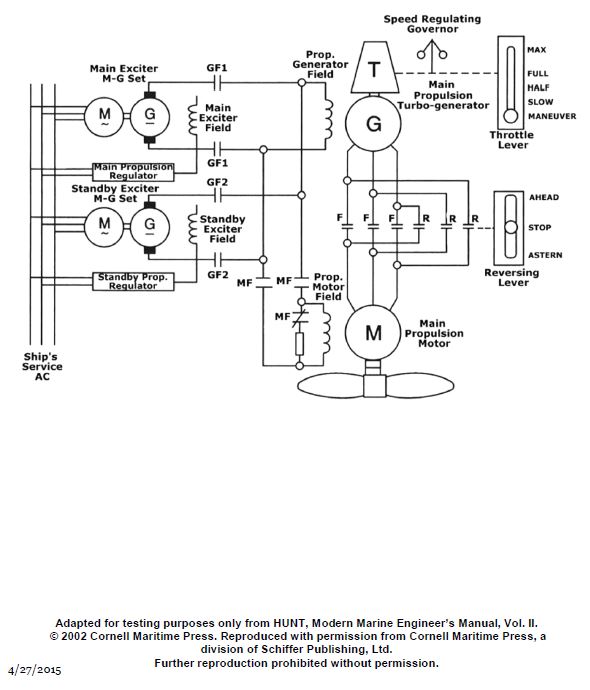 Speed Regulating
Governor
Prop.
Generator
Field
GF1
Main Exciter
M-G Set
T
MAX
FULL
HALF
SLOW
MANEUVER
Main
Propulsion
Turbo-generator
Throttle
Lever
M
~
G
Main
Exciter
Field
G
GF1
Main Propulsion
Regulator
GF2
Standby Exciter
M-G Set
M
~
G
Standby
Exciter
Field
F
F
F
R
R
R
AHEAD
STOP
ASTERN
Reversing
Lever
Standby Prop.
Regulator
GF2
MF
MF
Prop.
Motor
Field
MF
M
Main
Propulsion
Motor
Ship's
Service
AC
Adapted for testing purposes only from HUNT, Modern Marine Engineer's Manual, Vol. II.
© 2002 Cornell Maritime Press. Reproduced with permission from Cornell Maritime Press, a
division of Schiffer Publishing, Ltd.
Further reproduction prohibited without permission.
4/27/2015